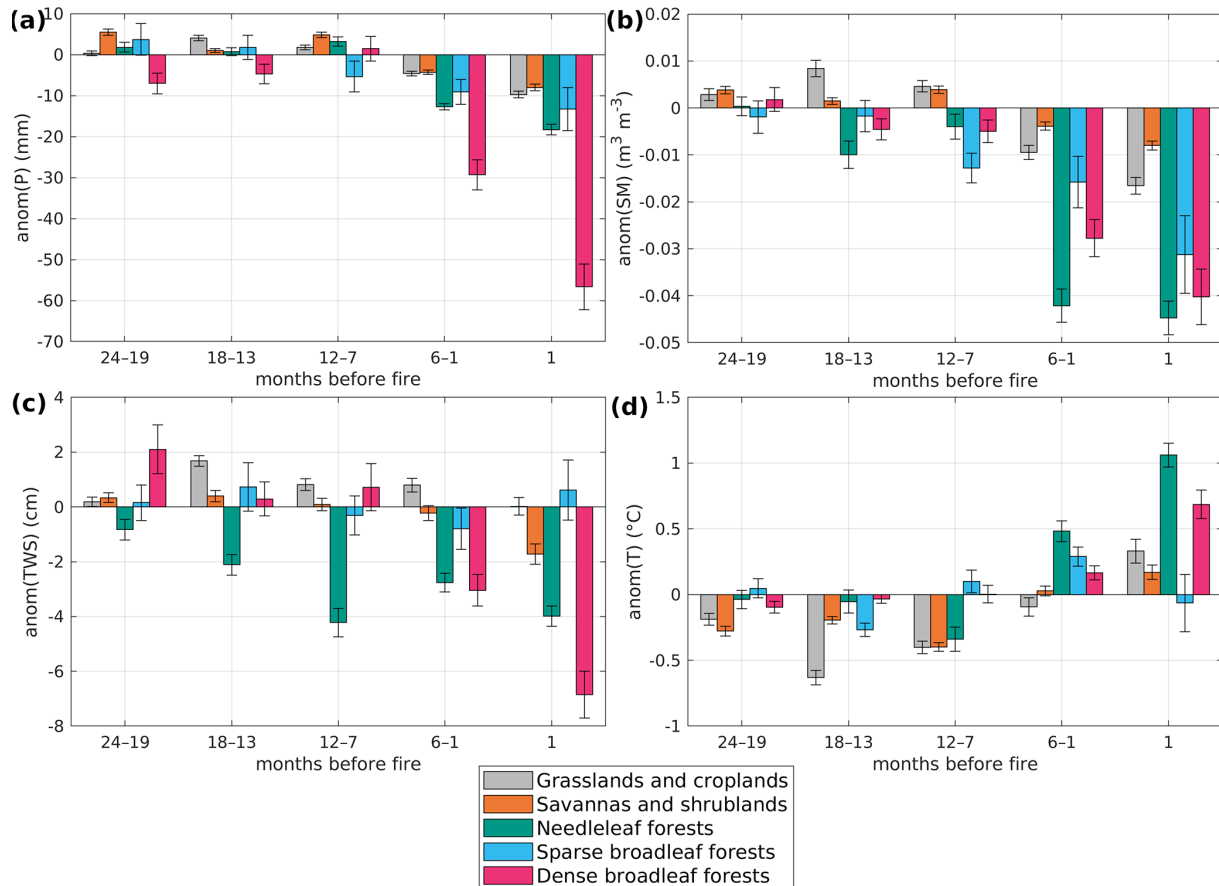 (a)
anom(P) (mm)
10
0
-10
-20
-30
-40
-50
-60
-70
24–19
18–13
12–7
6–1
1
months before fire
(b)
anom(SM) (m³ m⁻³)
0.02
0.01
0
-0.01
-0.02
-0.03
-0.04
-0.05
24–19
18–13
12–7
6–1
1
months before fire
(c)
anom(TWS) (cm)
4
2
0
-2
-4
-6
-8
24–19
18–13
12–7
6–1
1
months before fire
(d)
anom(T) (°C)
1.5
1
0.5
0
-0.5
-1
24–19
18–13
12–7
6–1
1
months before fire
Grasslands and croplands
Savannas and shrublands
Needleleaf forests
Sparse broadleaf forests
Dense broadleaf forests